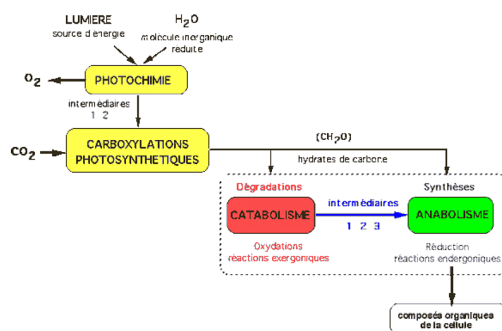 LUMIERE
source d'énergie
H2O
molécule inorganique
réduite
O2
PHOTOCHIMIE
intermédiaires
1 2
CO2
CARBOXYLATIONS
PHOTOSYNTHETIQUES
(CH2O)
hydrates de carbone
Dégradations
Synthèses
CATABOLISME
intermédiaires
1 2 3
ANABOLISME
Oxydations
réactions exergoniques
Réduction
réactions endergoniques
composés organiques
de la cellule